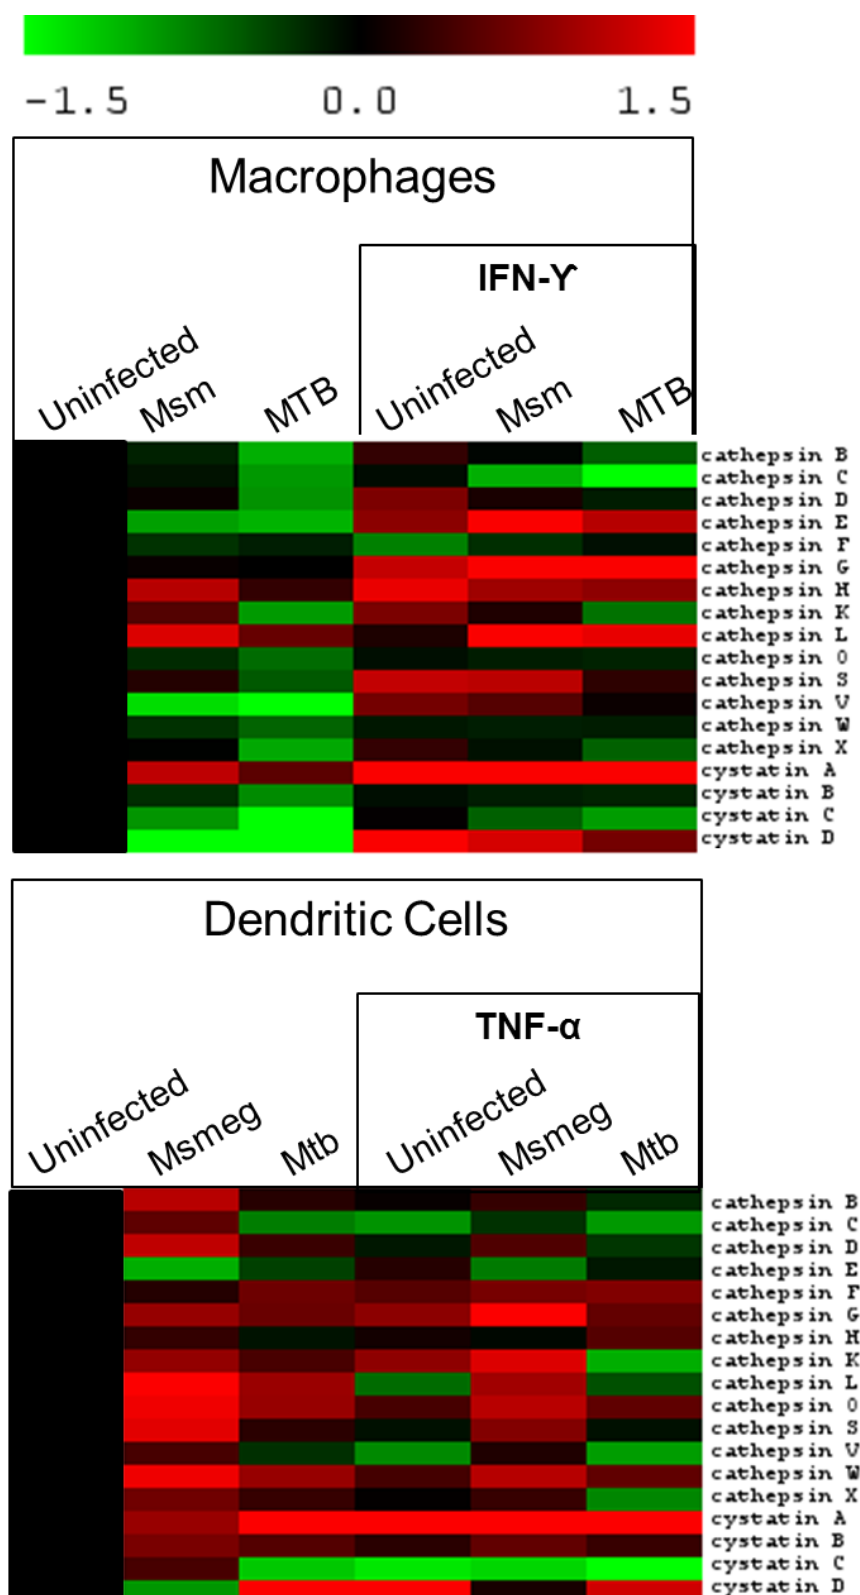 -1.5 0.0 1.5
Macrophages
IFN-ϒ
Uninfected Msm MTB Uninfected Msm MTB
cathepsin B
cathepsin C
cathepsin D
cathepsin E
cathepsin F
cathepsin G
cathepsin H
cathepsin K
cathepsin L
cathepsin O
cathepsin S
cathepsin V
cathepsin W
cathepsin X
cystatin A
cystatin B
cystatin C
cystatin D
Dendritic Cells
TNF-α
Uninfected Msmeg Mtb Uninfected Msmeg Mtb
cathepsin B
cathepsin C
cathepsin D
cathepsin E
cathepsin F
cathepsin G
cathepsin H
cathepsin K
cathepsin L
cathepsin O
cathepsin S
cathepsin V
cathepsin W
cathepsin X
cystatin A
cystatin B
cystatin C
cystatin D